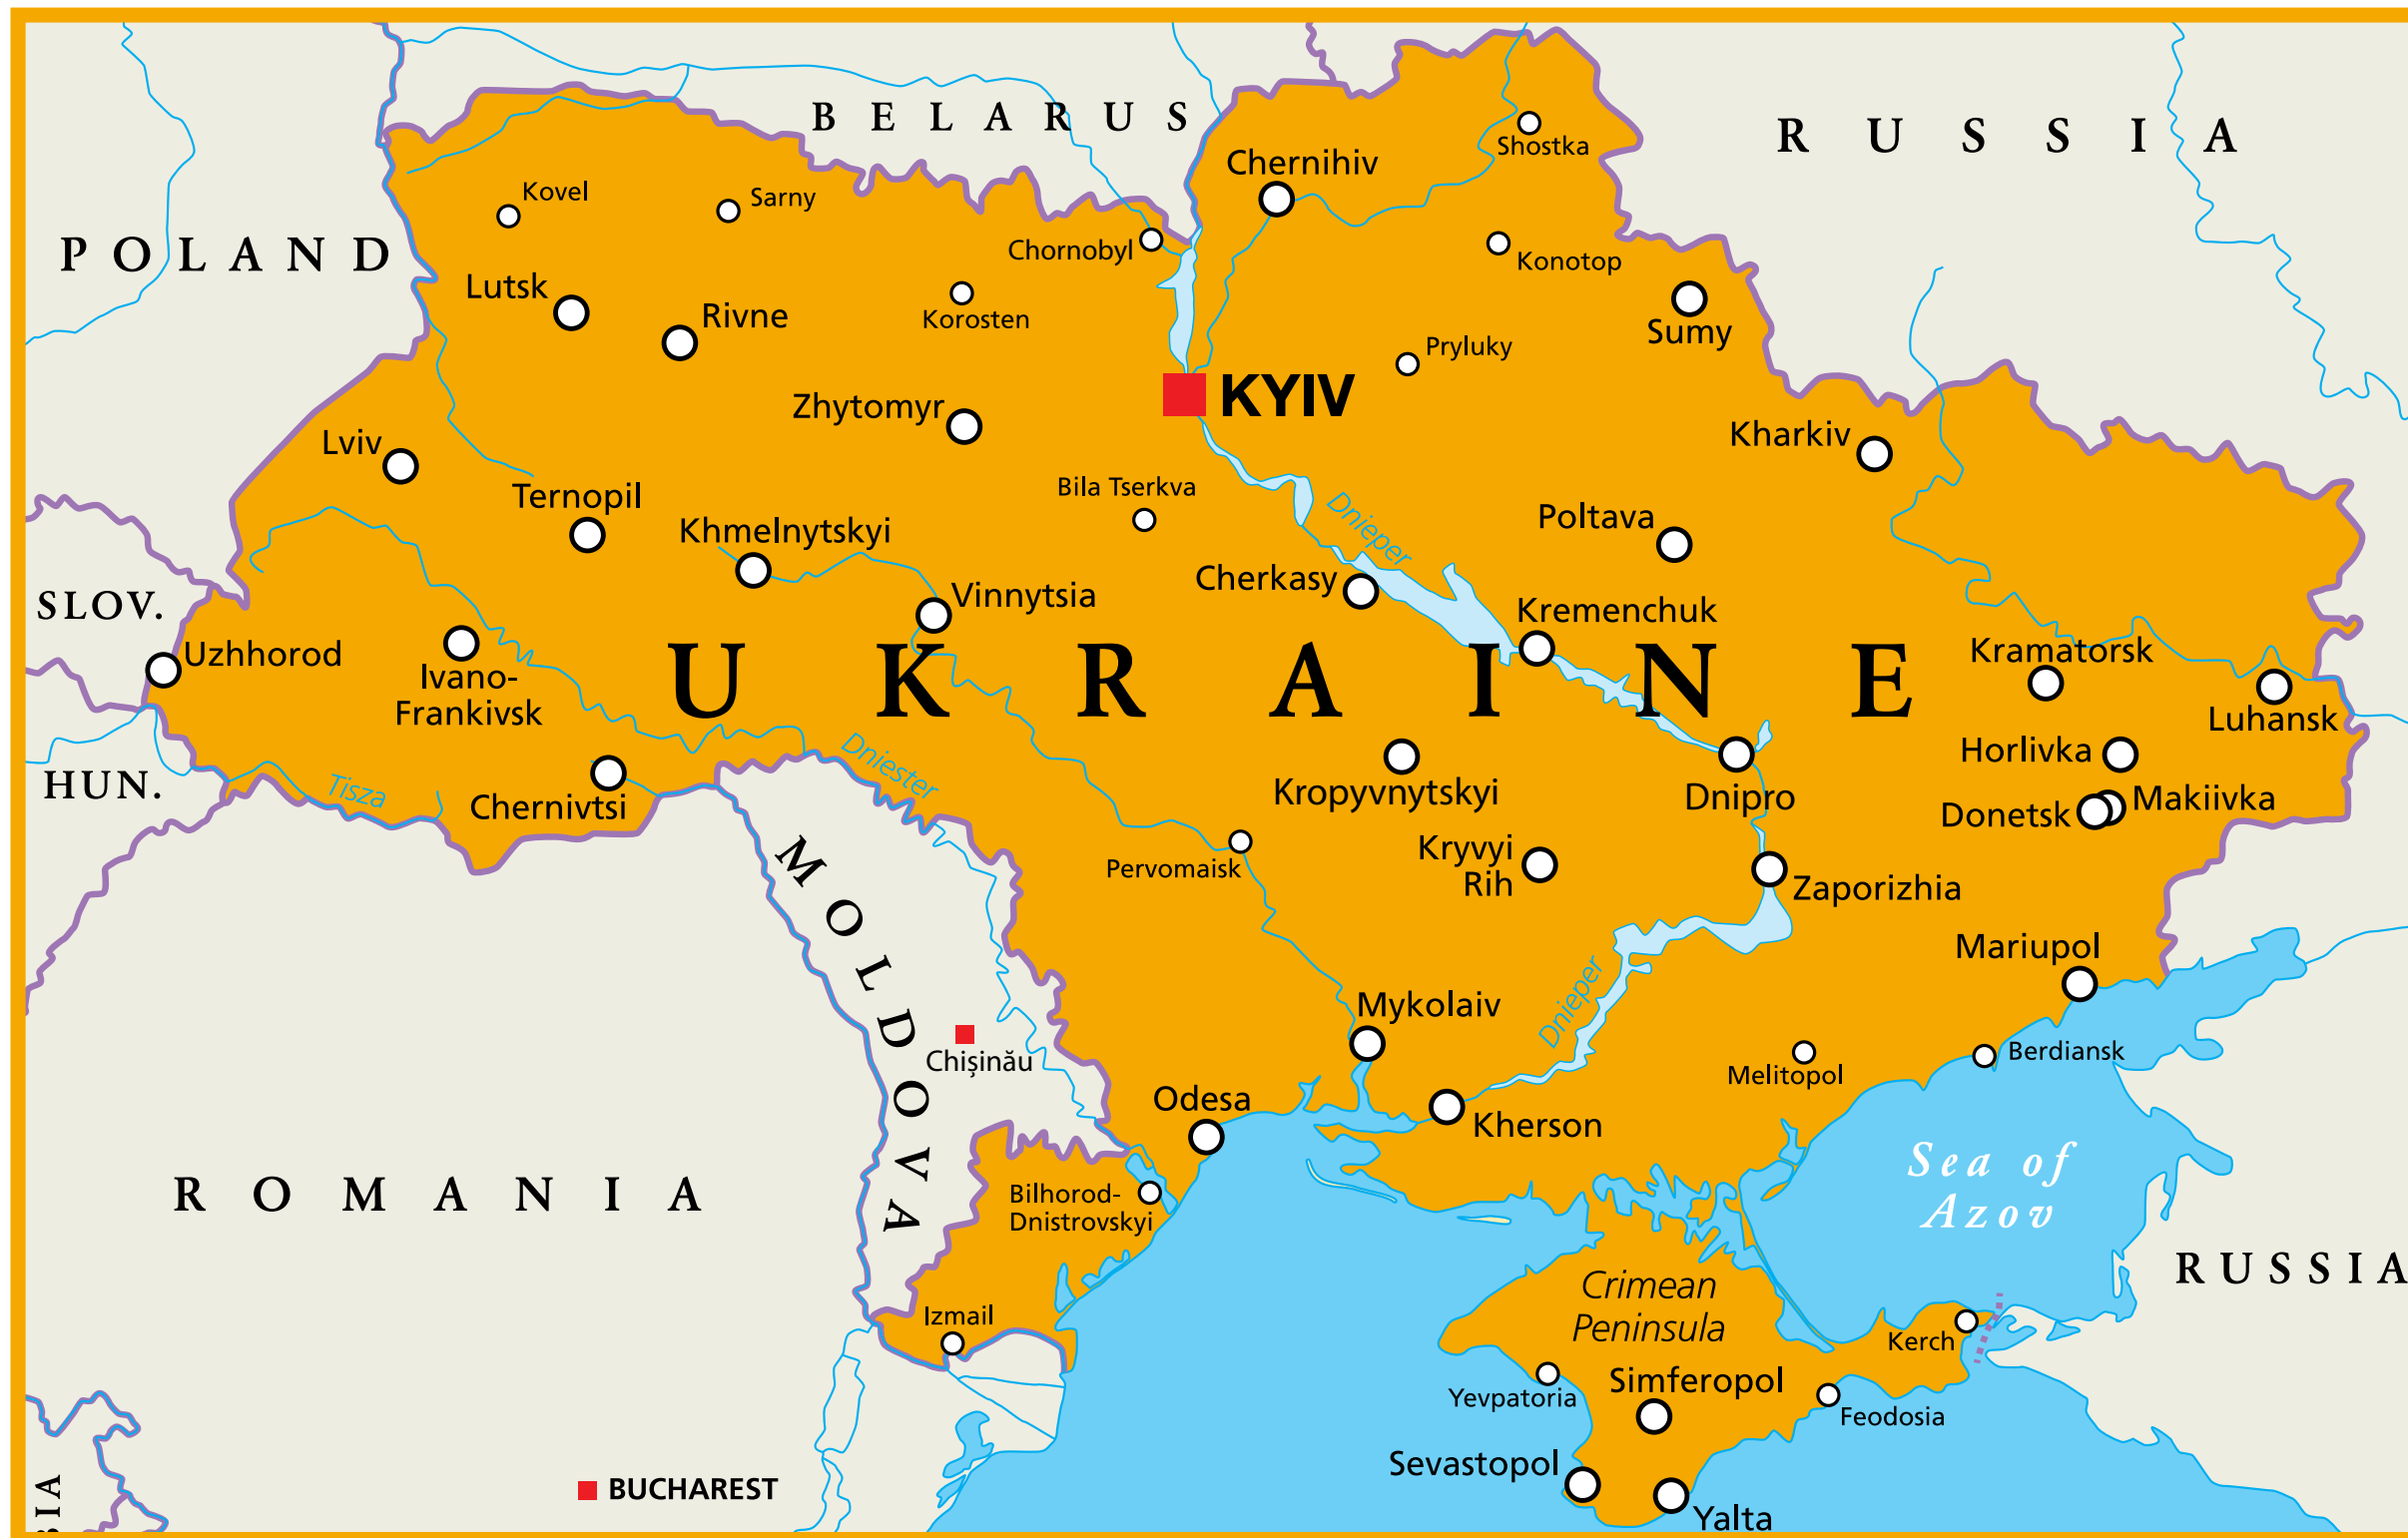 BELARUS
RUSSIA
Shostka
Chernihiv
Kovel
Sarny
POLAND
Chornobyl
Konotop
Lutsk
Rivne
Korosten
Sumy
Pryluky
KYIV
Zhytomyr
Kharkiv
Lviv
Bila Tserkva
Ternopil
Dnieper
Poltava
Khmelnytskyi
Cherkasy
Vinnytsia
SLOV.
Kremenchuk
Uzhhorod
Kramatorsk
Ivano-
Frankivsk
UKRAINE
Luhansk
Horlivka
HUN.
Tisza
Dniester
Kropyvnytskyi
Dnipro
Makiivka
Chernivtsi
Donetsk
MOLDOVA
Kryvyi
Rih
Pervomaisk
Zaporizhia
Mariupol
Dnieper
Mykolaiv
Chișinău
Berdiansk
Melitopol
Odesa
Kherson
Sea of
Azov
ROMANIA
Bilhorod-
Dnistrovskyi
RUSSIA
Crimean
Peninsula
Izmail
Kerch
Simferopol
Yevpatoria
Feodosia
Sevastopol
BUCHAREST
Yalta